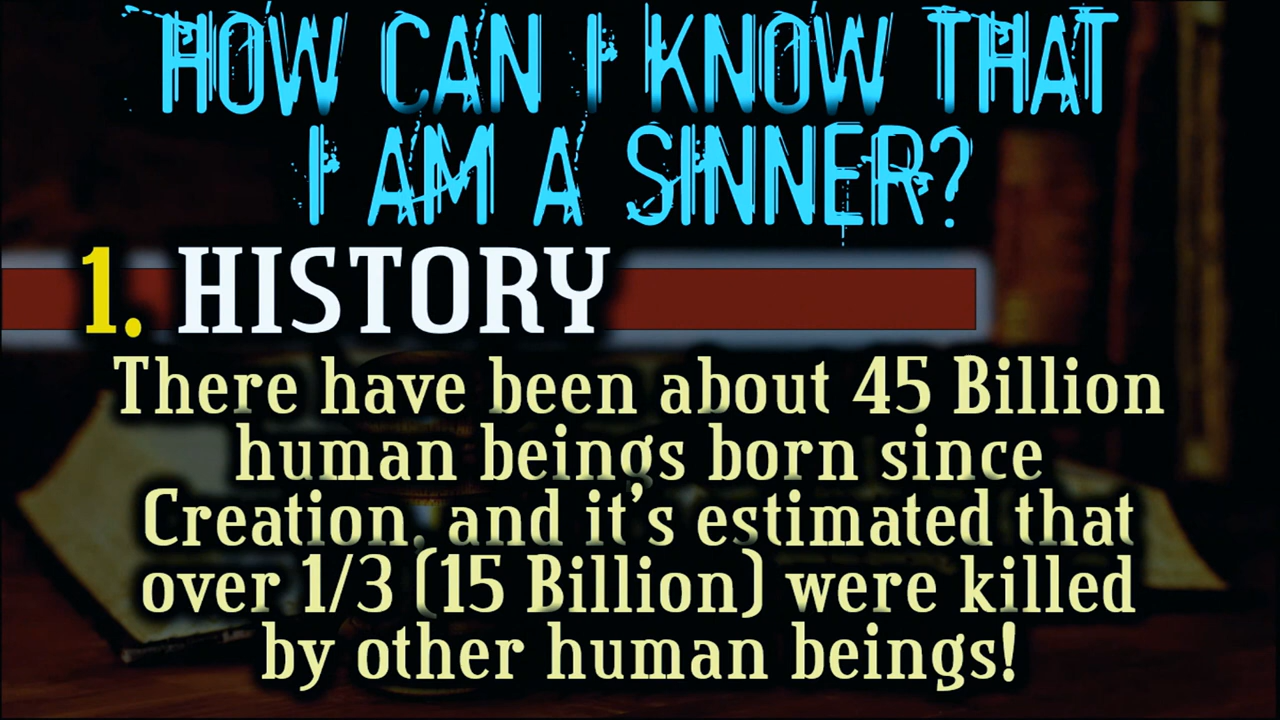 HOW CAN I KNOW THAT
I AM A SINNER?
1. HISTORY
There have been about 45 Billion
human beings born since
Creation, and it's estimated that
over 1/3 (15 Billion) were killed
by other human beings!